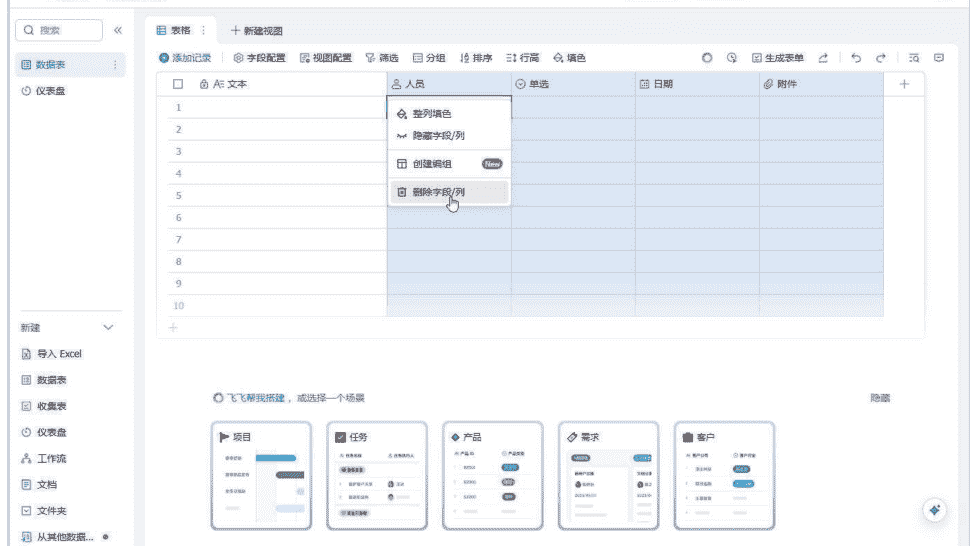 搜索
数据表
仪表盘
表格
新建视图
添加记录 字段配置 视图配置 筛选 分组 排序 行高 填色 生成表单
文本 人员 单选 日期 附件
1
2
3
4
5
6
7
8
9
10
整列填色
隐藏字段/列
创建编组 New
删除字段/列
新建
导入 Excel
数据表
收集表
仪表盘
工作流
文档
文件夹
从其他数据...
飞飞帮我搭建，或选择一个场景 隐藏
项目 任务 产品 需求 客户